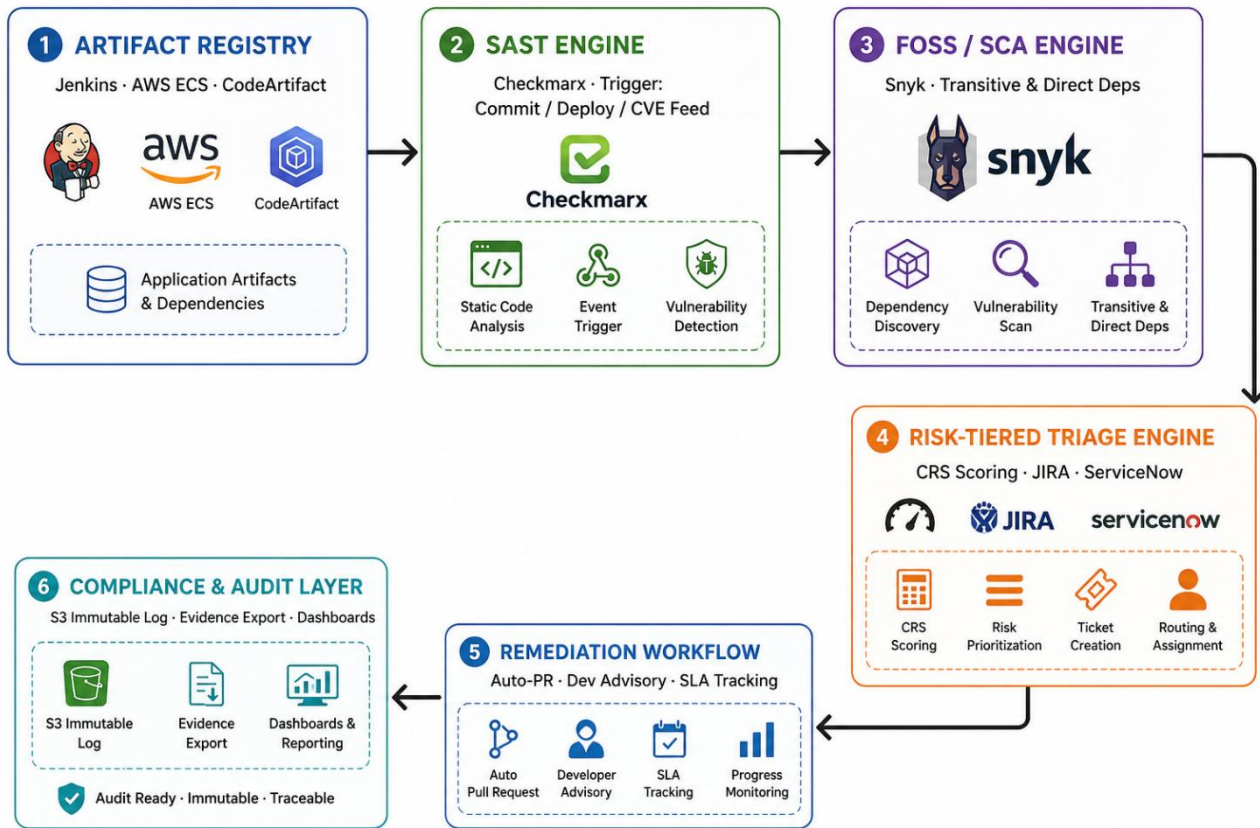 1 ARTIFACT REGISTRY
Jenkins · AWS ECS · CodeArtifact
aws
AWS ECS
CodeArtifact
Application Artifacts
& Dependencies
2 SAST ENGINE
Checkmarx · Trigger:
Commit / Deploy / CVE Feed
Checkmarx
Static Code
Analysis
Event
Trigger
Vulnerability
Detection
3 FOSS / SCA ENGINE
Snyk · Transitive & Direct Deps
snyk
Dependency
Discovery
Vulnerability
Scan
Transitive &
Direct Deps
4 RISK-TIERED TRIAGE ENGINE
CRS Scoring · JIRA · ServiceNow
JIRA
servicenow
CRS
Scoring
Risk
Prioritization
Ticket
Creation
Routing &
Assignment
5 REMEDIATION WORKFLOW
Auto-PR · Dev Advisory · SLA Tracking
Auto
Pull Request
Developer
Advisory
SLA
Tracking
Progress
Monitoring
6 COMPLIANCE & AUDIT LAYER
S3 Immutable Log · Evidence Export · Dashboards
S3 Immutable
Log
Evidence
Export
Dashboards &
Reporting
Audit Ready · Immutable · Traceable